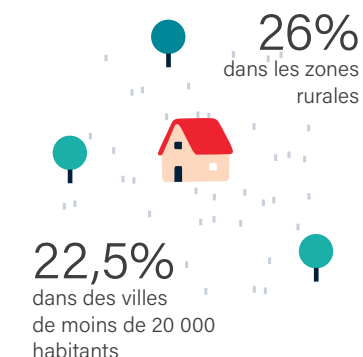 26%
dans les zones
rurales
22,5%
dans des villes
de moins de 20 000
habitants